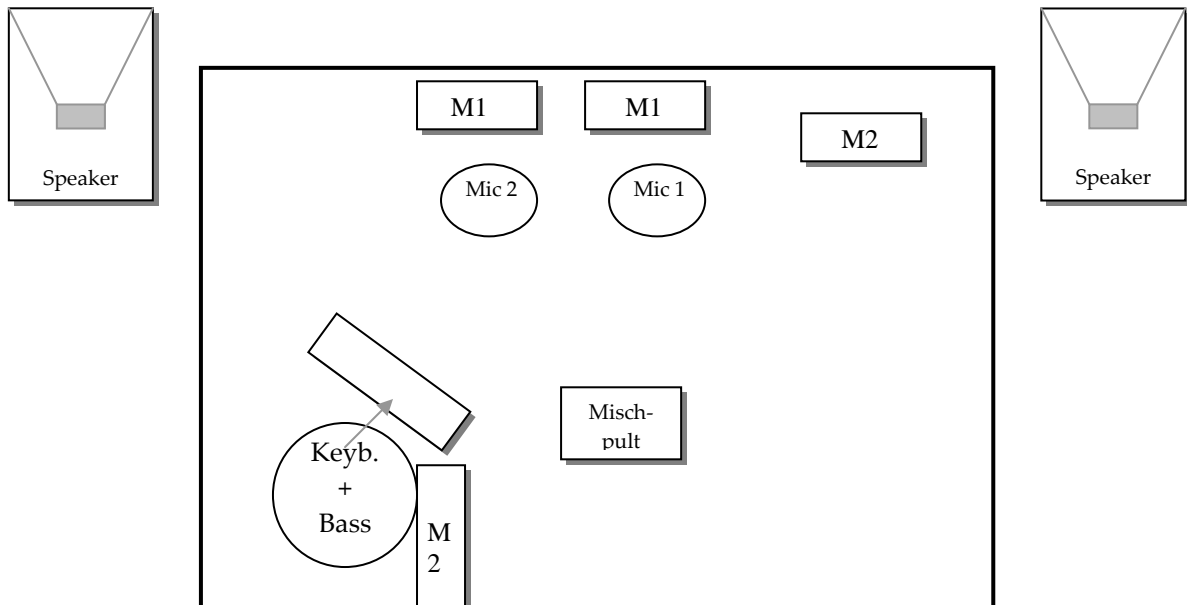 M1
M1
M2
Speaker
Speaker
Mic 2
Mic 1
Misch-
pult
Keyb.
+
Bass
M
2